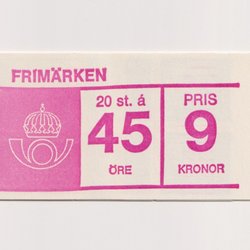 FRIMÄRKEN
20 st. á
45
ÖRE
PRIS
9
KRONOR